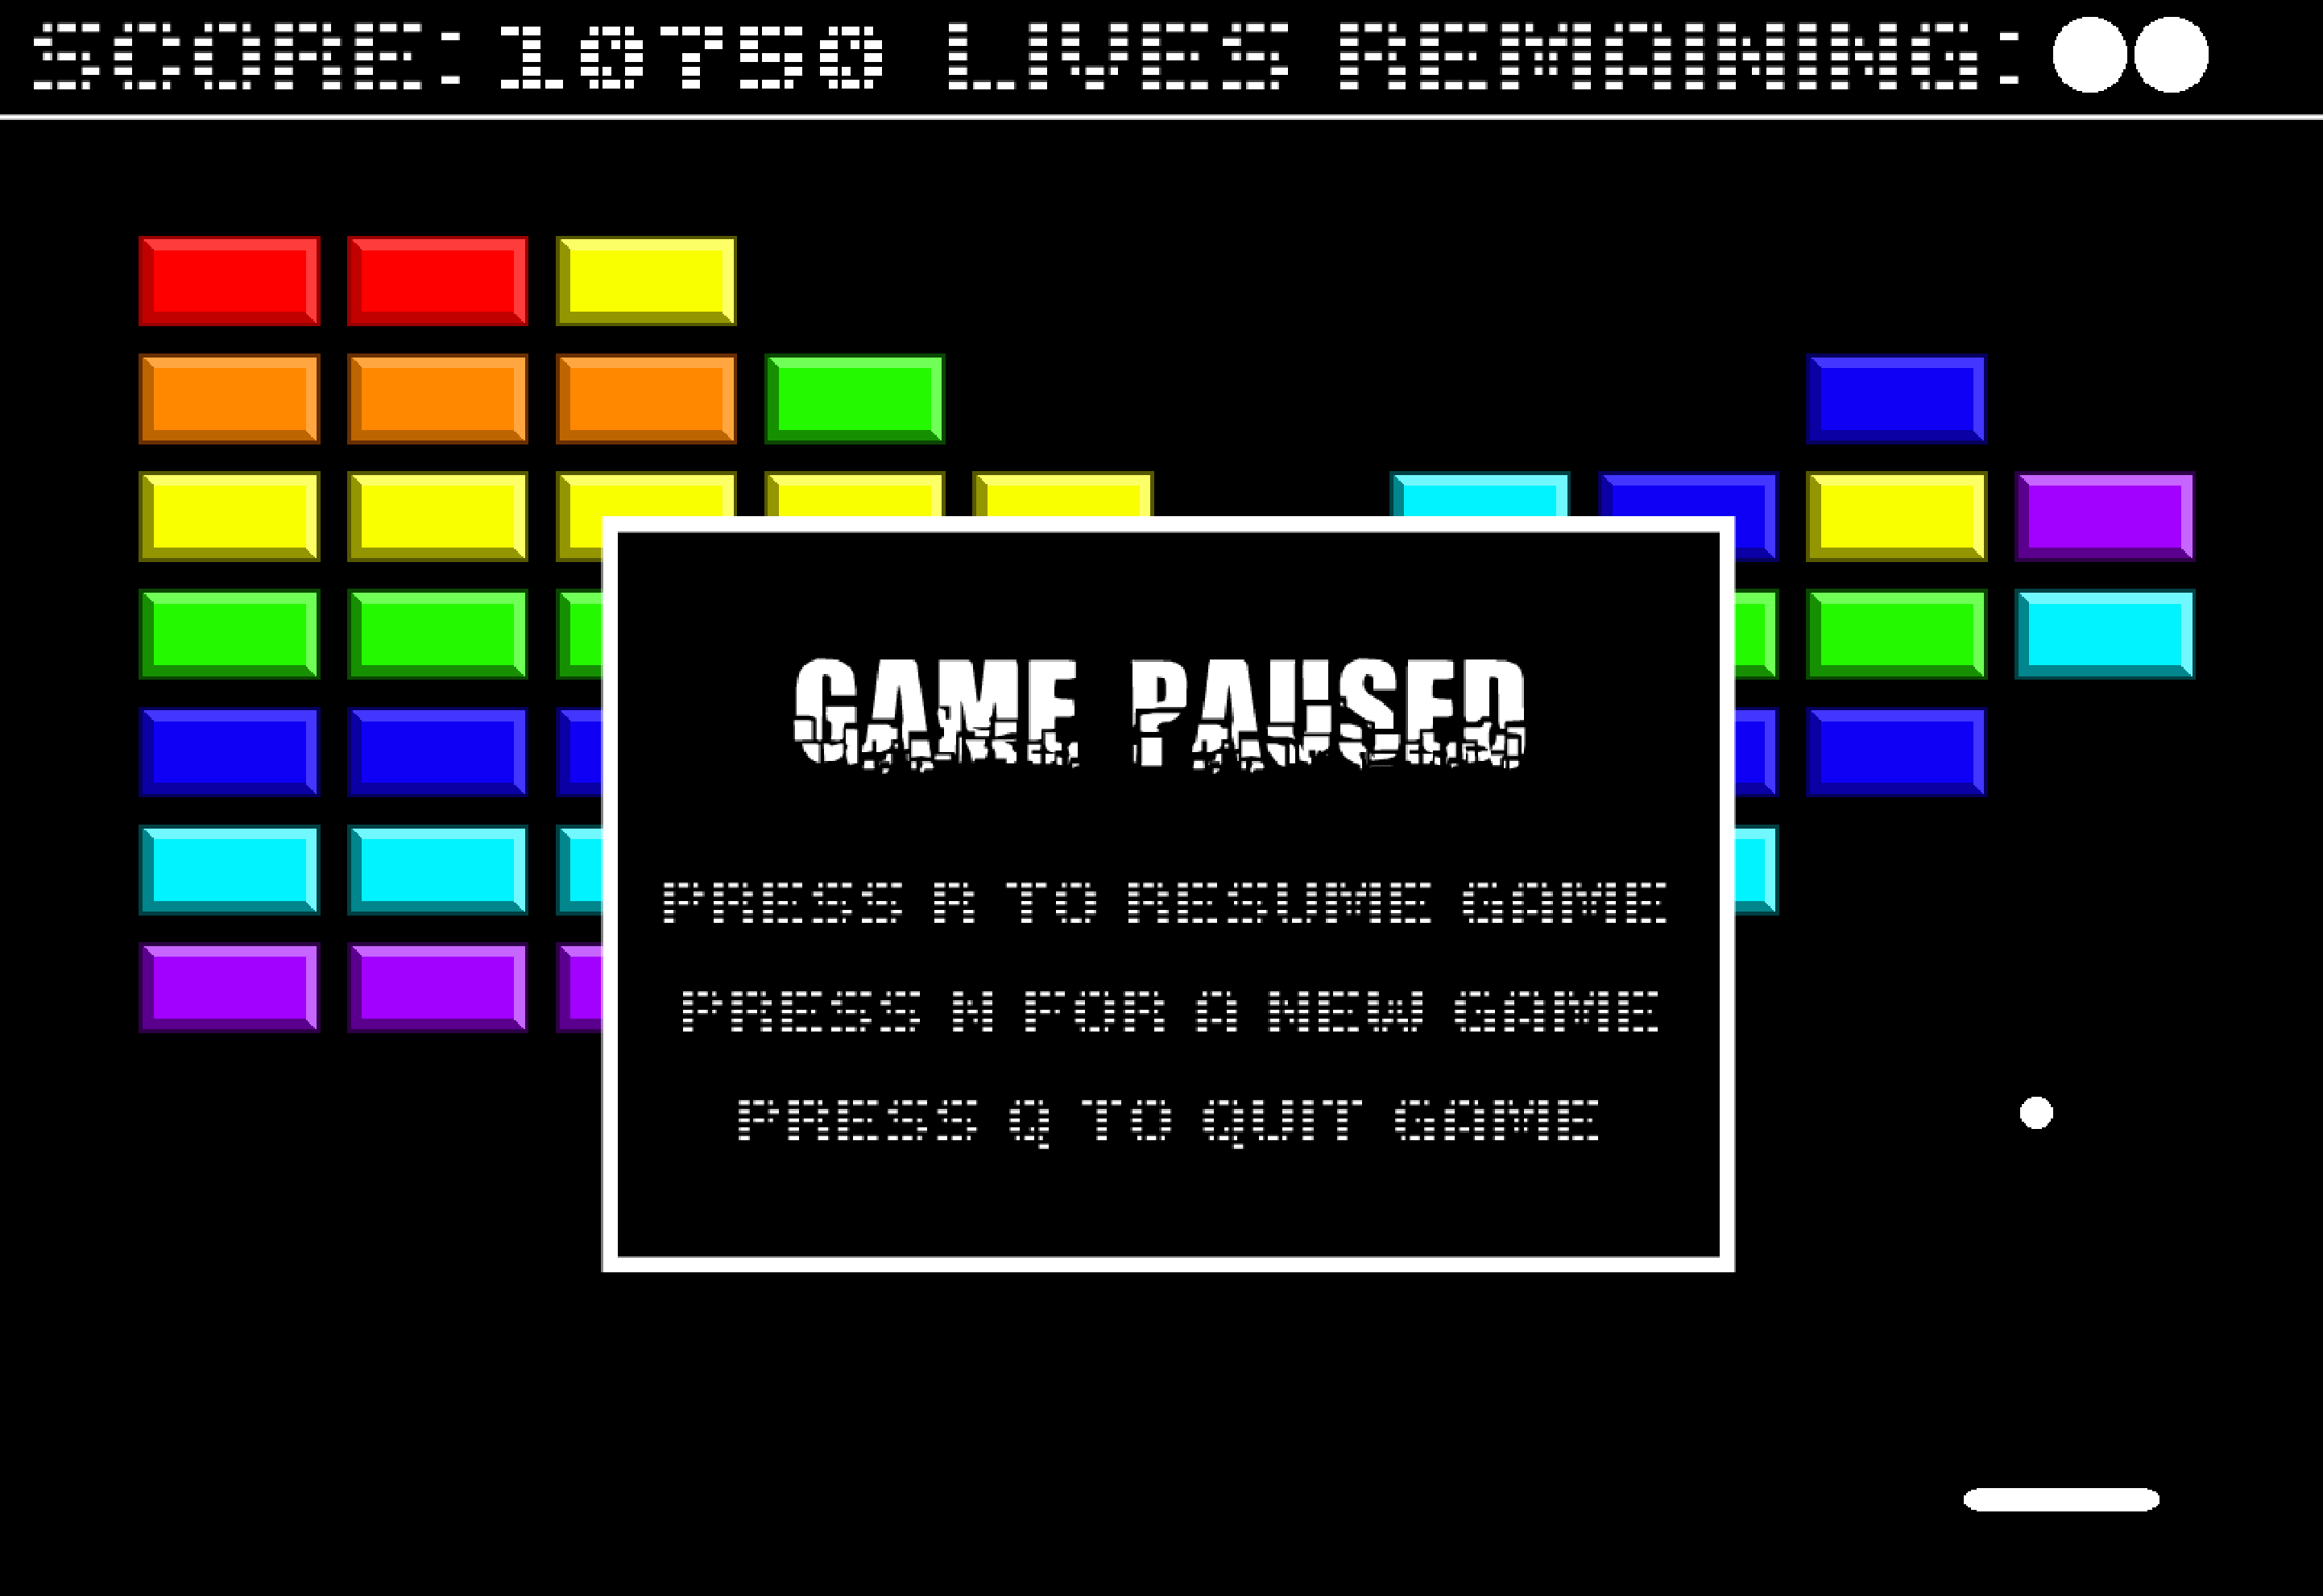 SCORE:10750 LIVES REMAINING:
GAME PAUSED
PRESS R TO RESUME GAME
PRESS N FOR A NEW GAME
PRESS Q TO QUIT GAME